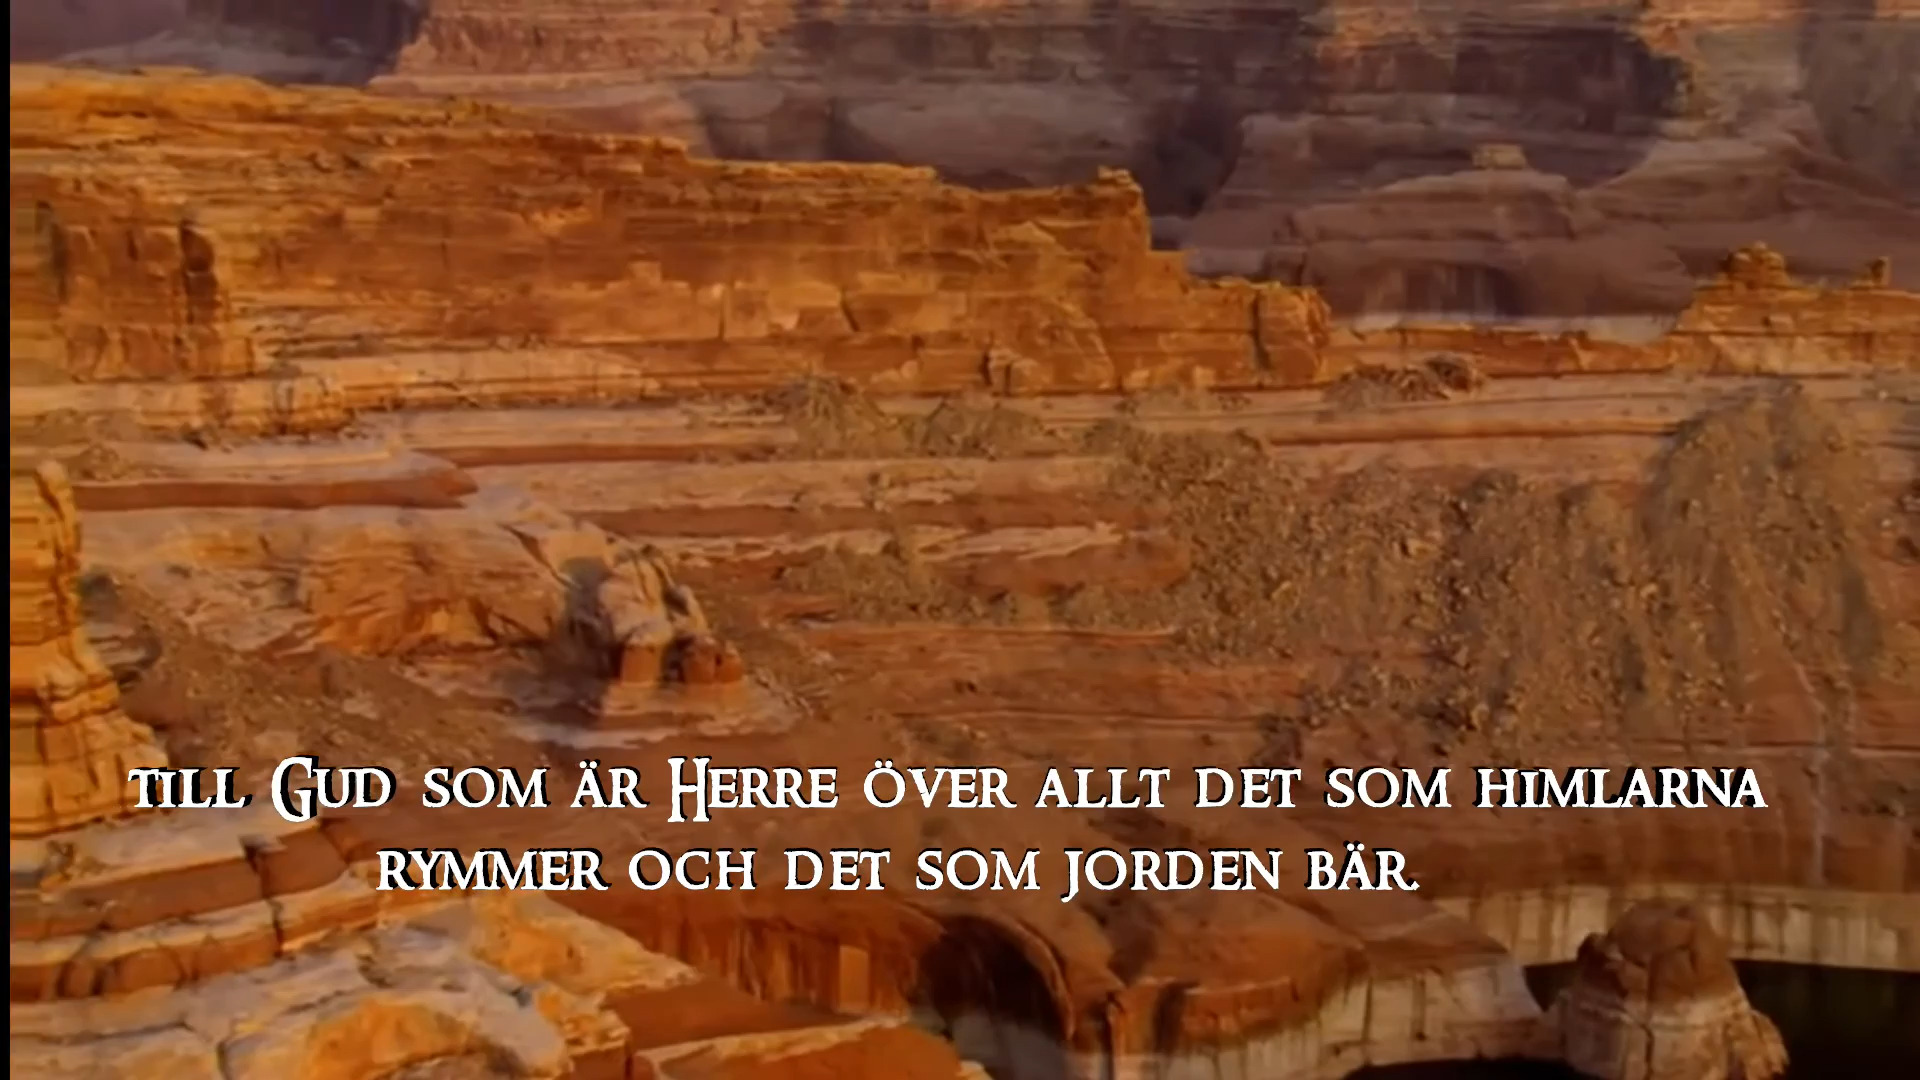 till Gud som är Herre över allt det som himlarna
rymmer och det som jorden bär.